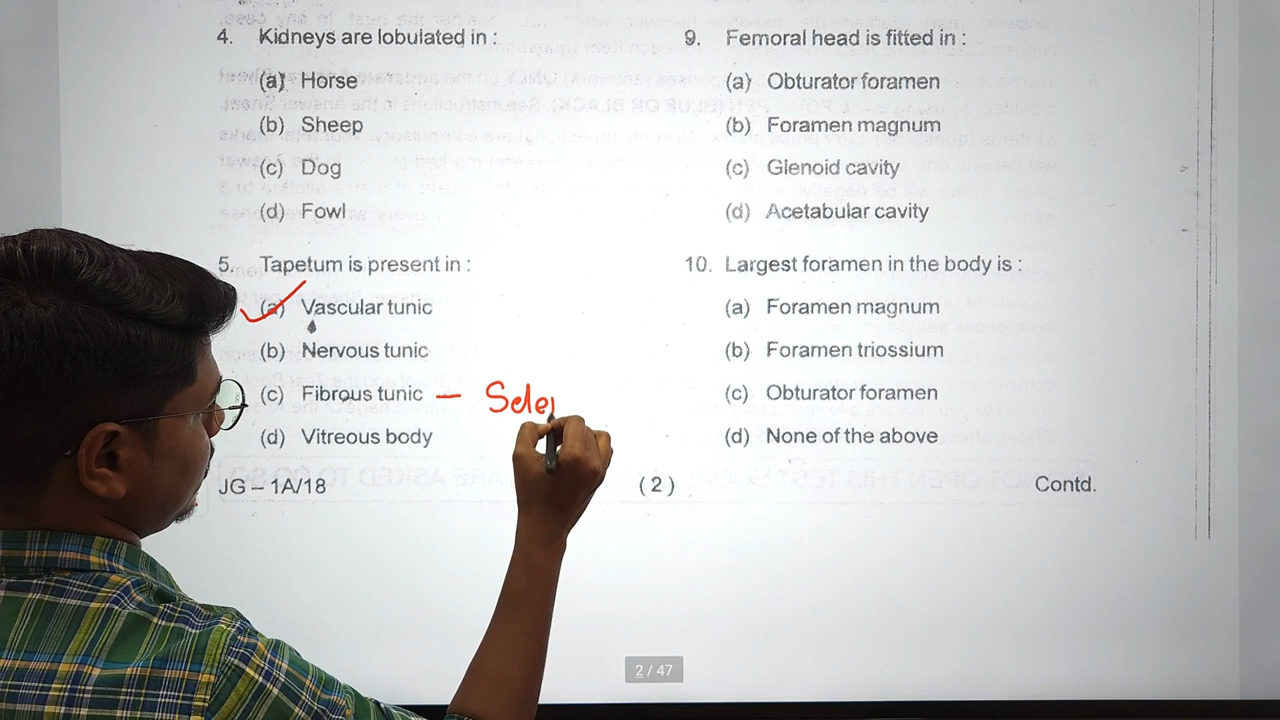 4. Kidneys are lobulated in :
(a) Horse
(b) Sheep
(c) Dog
(d) Fowl
5. Tapetum is present in :
(a) Vascular tunic
(b) Nervous tunic
(c) Fibrous tunic —
(d) Vitreous body
JG – 1A/18
9. Femoral head is fitted in :
(a) Obturator foramen
(b) Foramen magnum
(c) Glenoid cavity
(d) Acetabular cavity
10. Largest foramen in the body is :
(a) Foramen magnum
(b) Foramen triossium
(c) Obturator foramen
(d) None of the above
( 2 )
Contd.
2 / 47